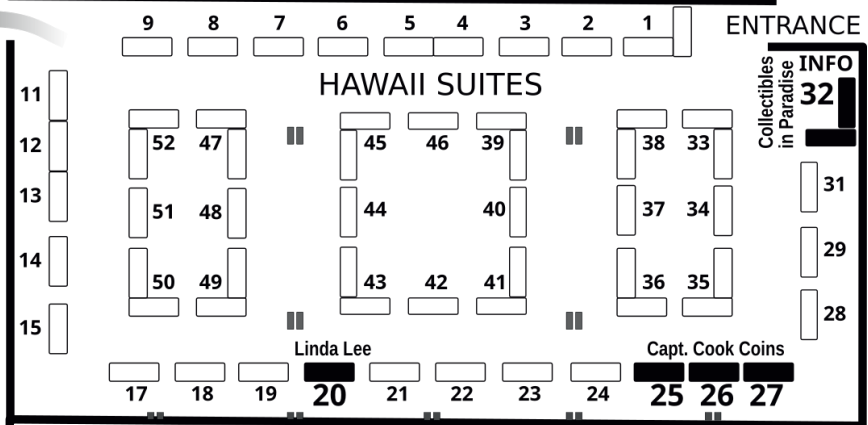 9 8 7 6 5 4 3 2 1 ENTRANCE
HAWAII SUITES
INFO
32
Collectibles
in Paradise
11
12
13
14
15
52 47 45 46 39 38 33
51 48 44 40 37 34
50 49 43 42 41 36 35
31
29
28
Linda Lee
Capt. Cook Coins
17 18 19 20 21 22 23 24 25 26 27